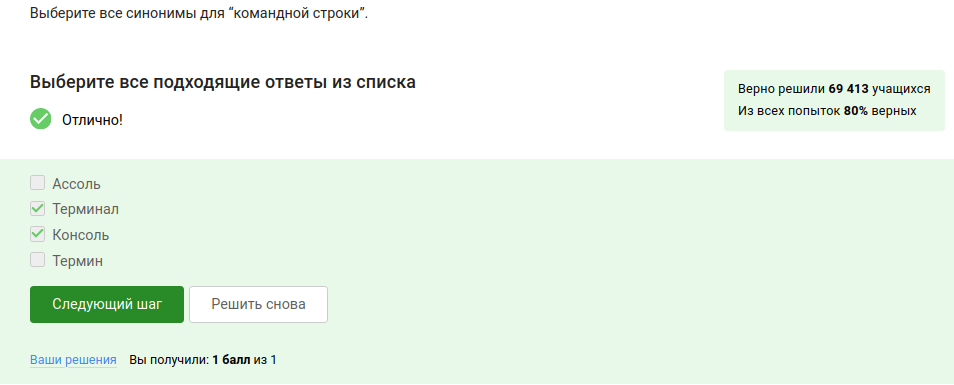 Выберите все синонимы для “командной строки”.
Выберите все подходящие ответы из списка
Верно решили 69 413 учащихся
Из всех попыток 80% верных
Отлично!
Ассоль
Терминал
Консоль
Термин
Следующий шаг
Решить снова
Ваши решения Вы получили: 1 балл из 1